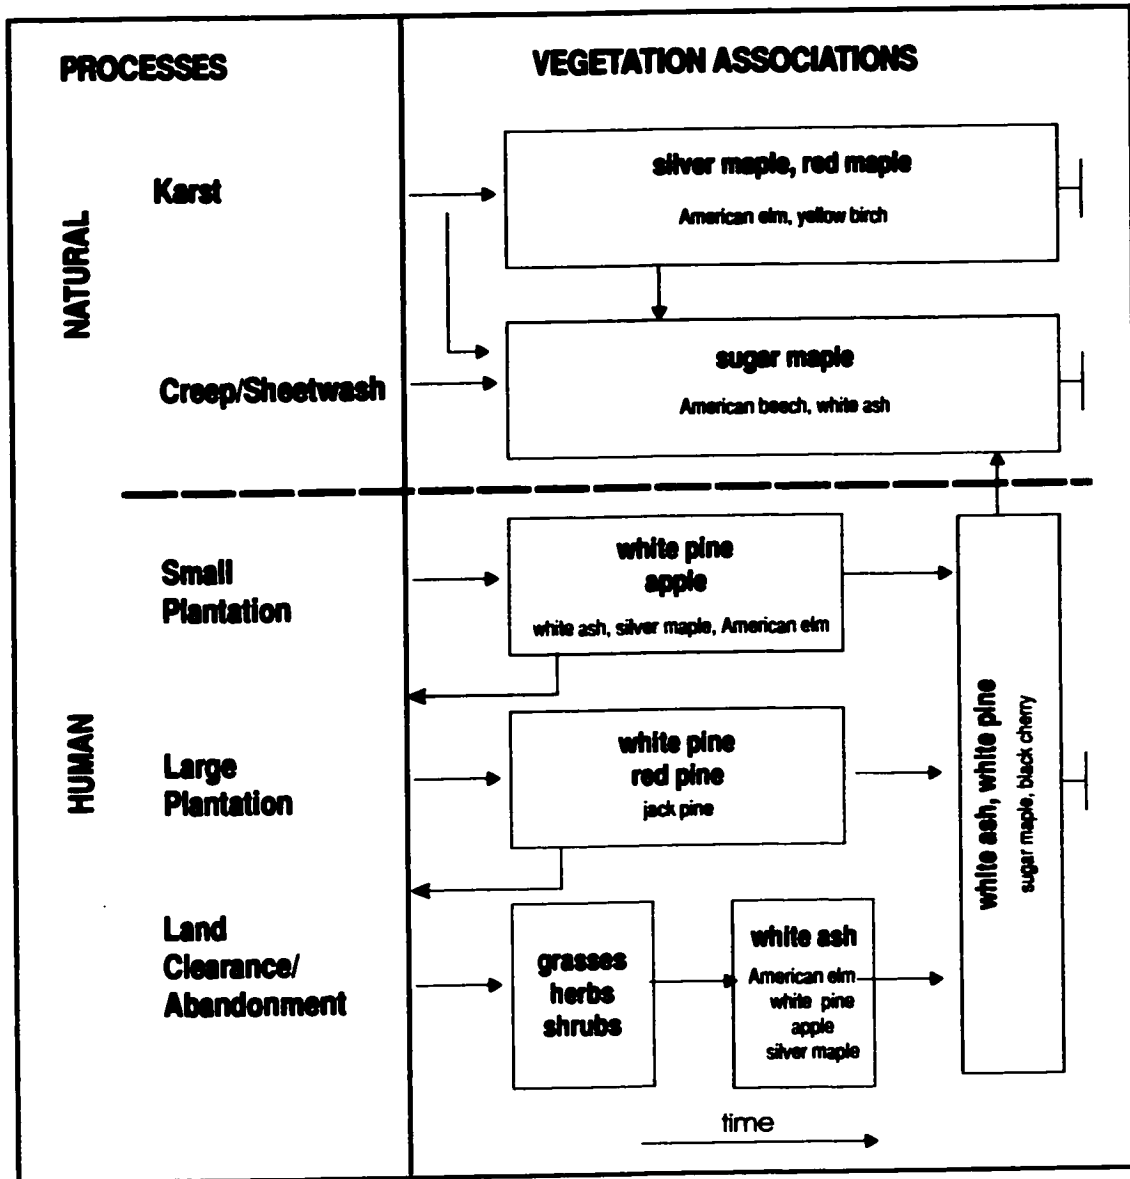 PROCESSES
VEGETATION ASSOCIATIONS
NATURAL
Karst
silver maple, red maple
American elm, yellow birch
Creep/Sheetwash
sugar maple
American beech, white ash
HUMAN
Small
Plantation
white pine
apple
white ash, silver maple, American elm
Large
Plantation
white pine
red pine
jack pine
Land
Clearance/
Abandonment
grasses
herbs
shrubs
white ash
American elm
white pine
apple
silver maple
white ash, white pine
sugar maple, black cherry
time